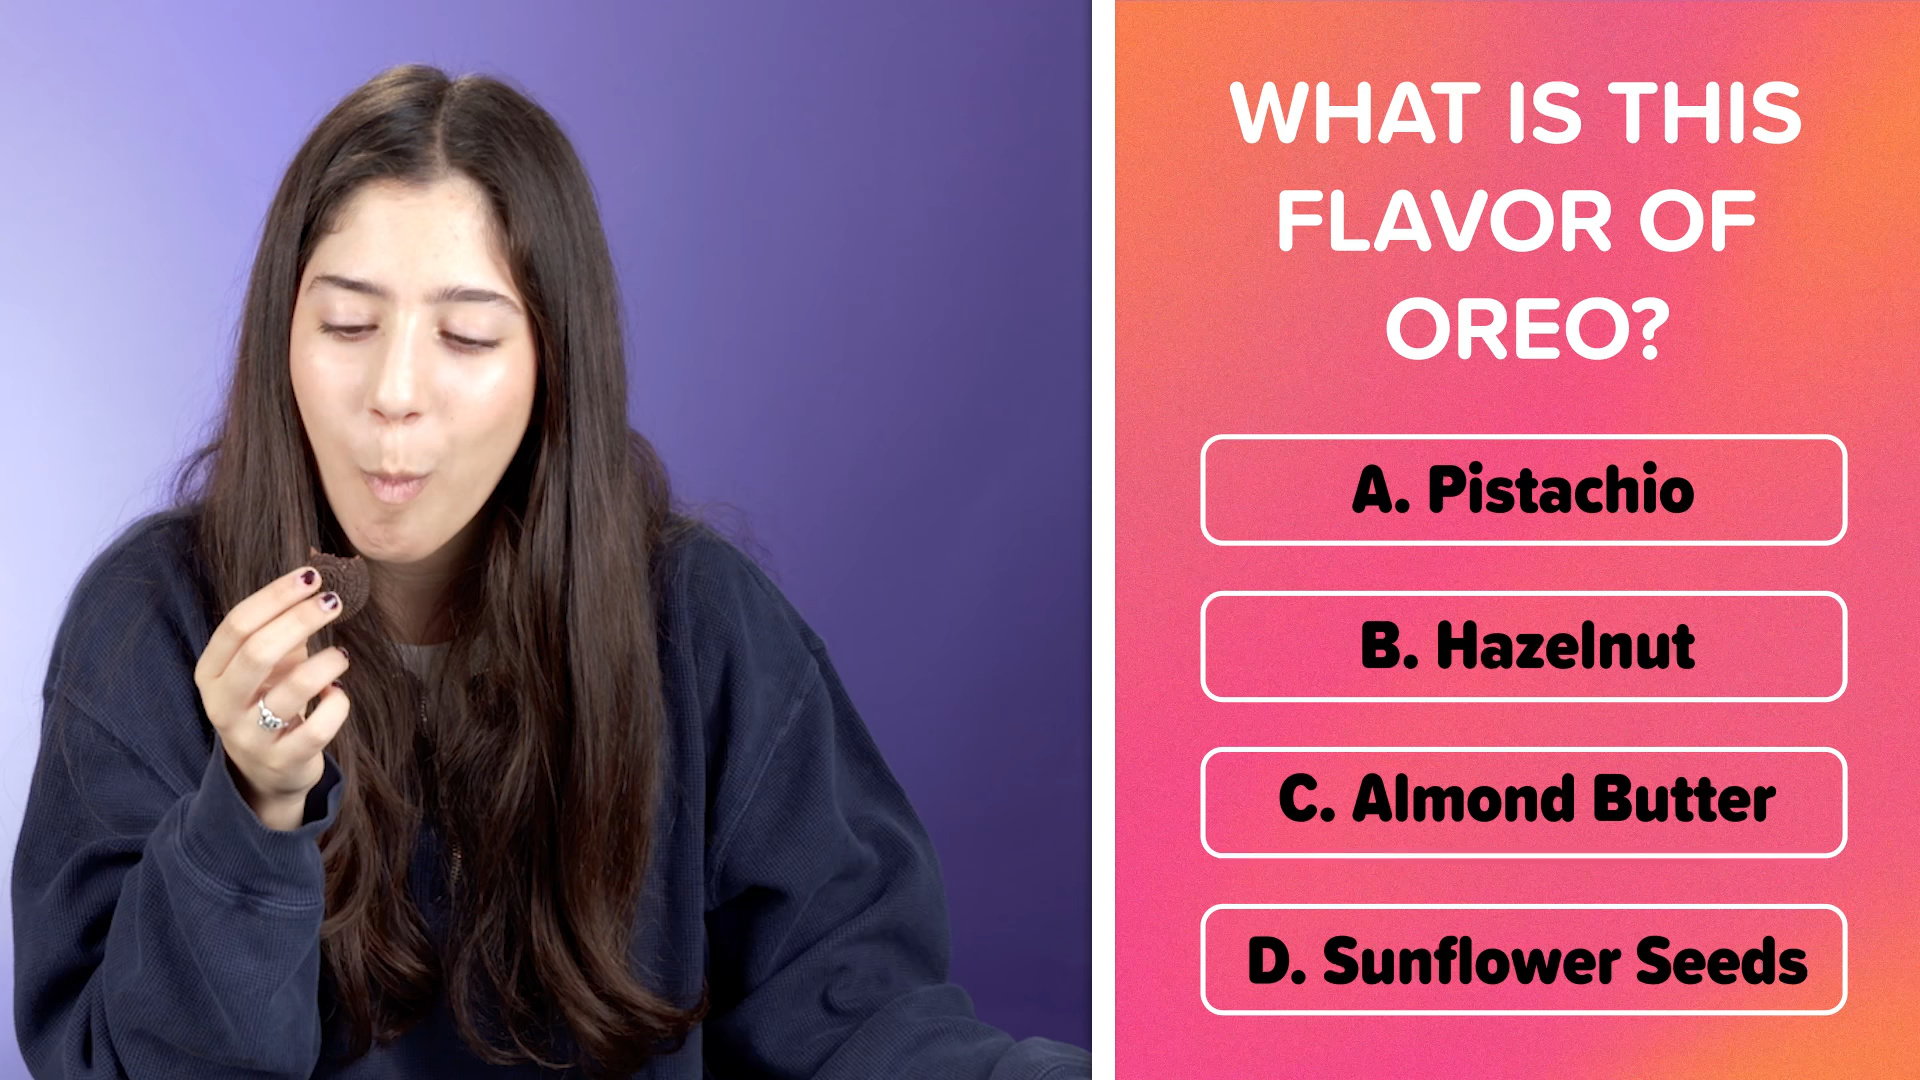 WHAT IS THIS
FLAVOR OF
OREO?
A. Pistachio
B. Hazelnut
C. Almond Butter
D. Sunflower Seeds